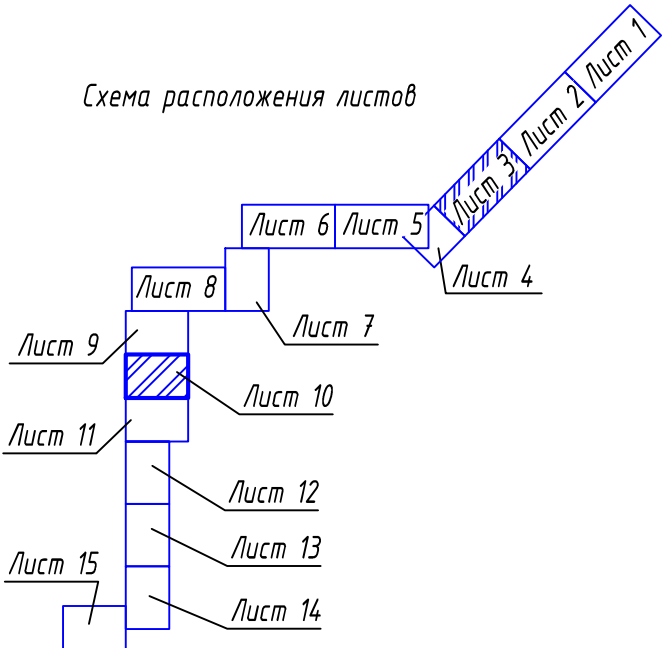 Схема расположения листов
Лист 1
Лист 2
Лист 3
Лист 4
Лист 5
Лист 6
Лист 7
Лист 8
Лист 9
Лист 10
Лист 11
Лист 12
Лист 13
Лист 14
Лист 15